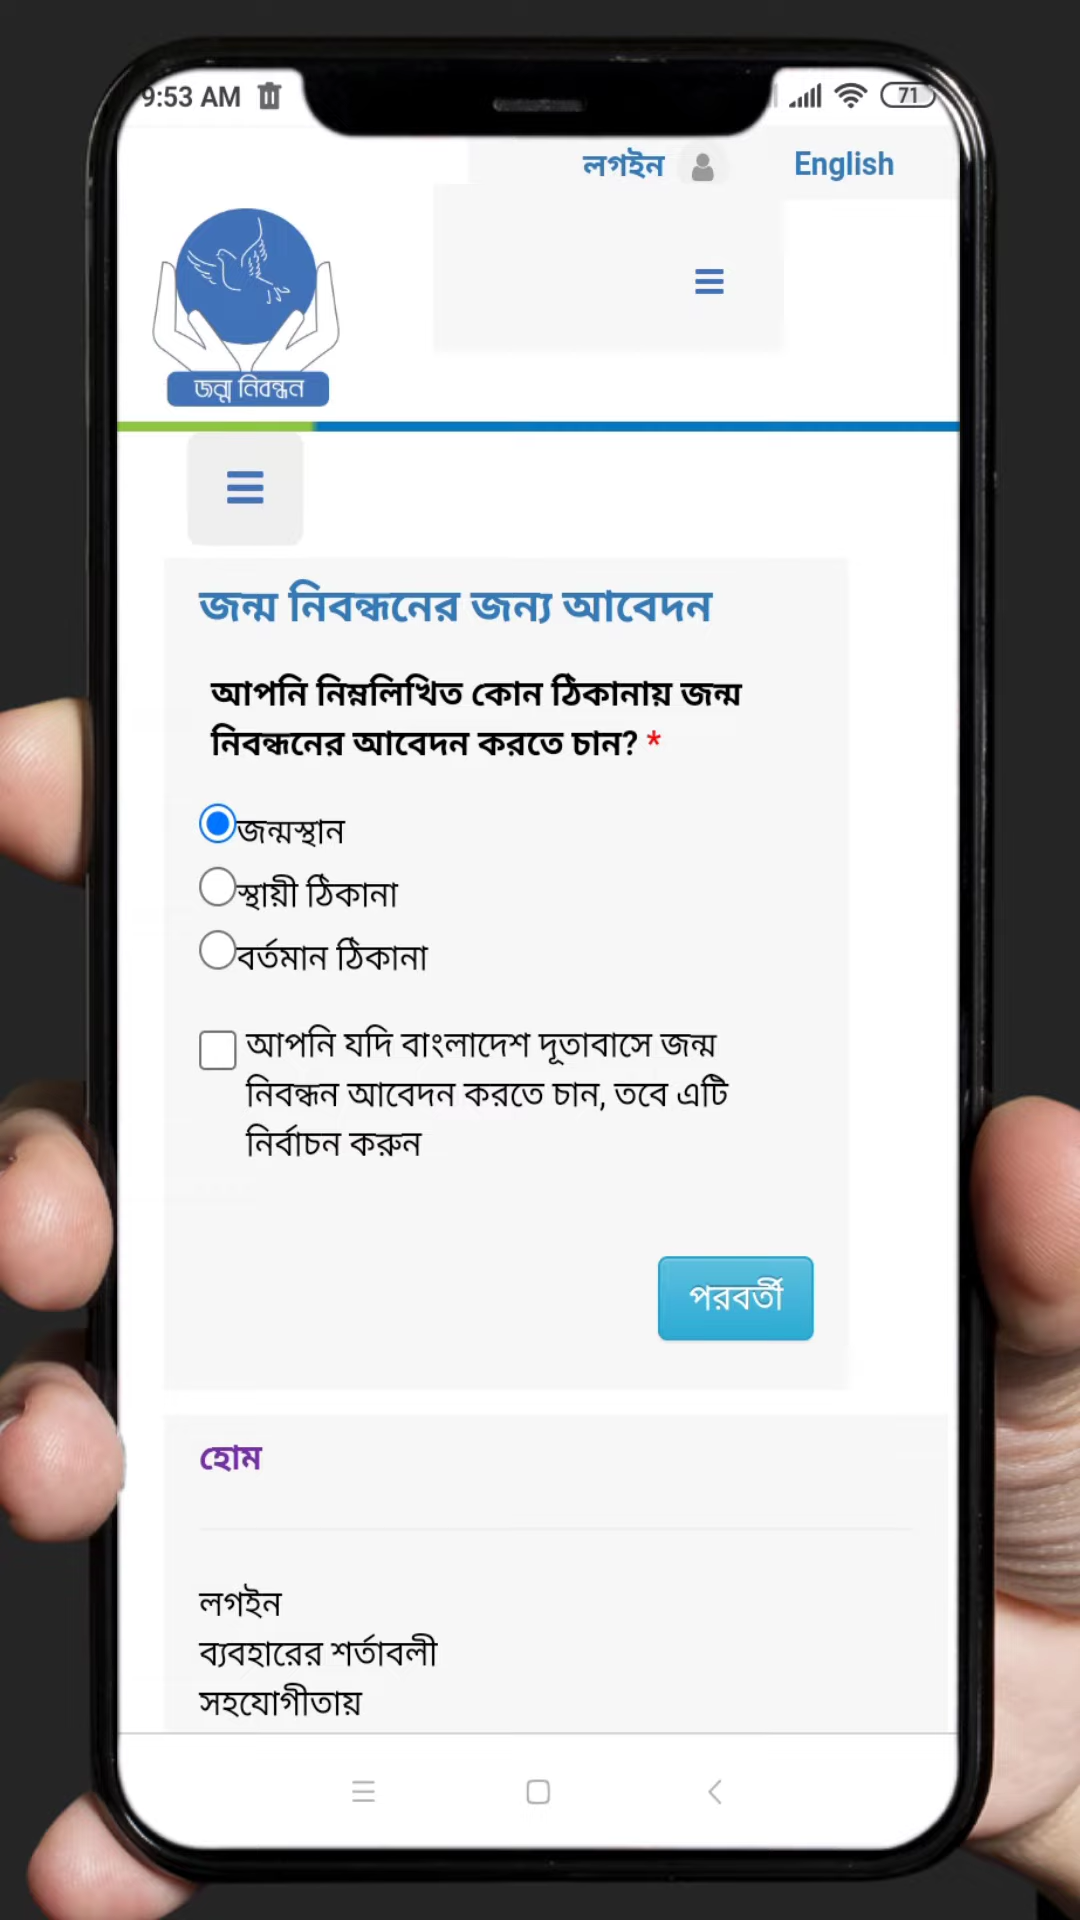 9:53 AM
71
লগইন
English
জন্ম নিবন্ধন
জন্ম নিবন্ধনের জন্য আবেদন
আপনি নিম্নলিখিত কোন ঠিকানায় জন্ম
নিবন্ধনের আবেদন করতে চান? *
জন্মস্থান
স্থায়ী ঠিকানা
বর্তমান ঠিকানা
আপনি যদি বাংলাদেশ দূতাবাসে জন্ম
নিবন্ধন আবেদন করতে চান, তবে এটি
নির্বাচন করুন
পরবর্তী
হোম
লগইন
ব্যবহারের শর্তাবলী
সহযোগীতায়